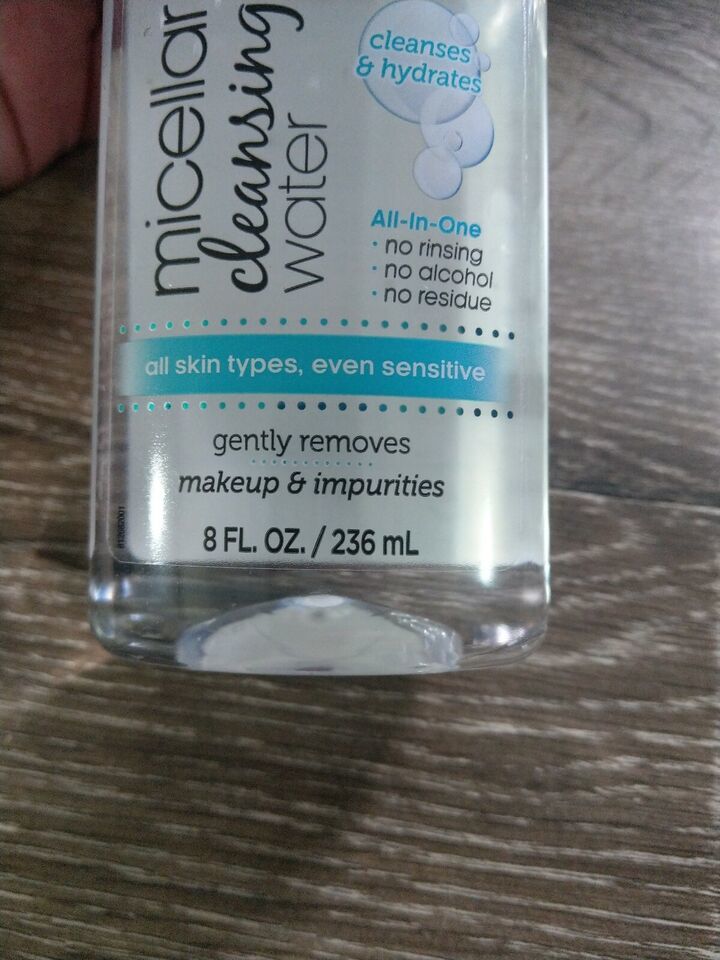 micellar
cleansing
water
cleanses
& hydrates
All-In-One
• no rinsing
• no alcohol
• no residue
all skin types, even sensitive
gently removes
makeup & impurities
8 FL. OZ. / 236 mL